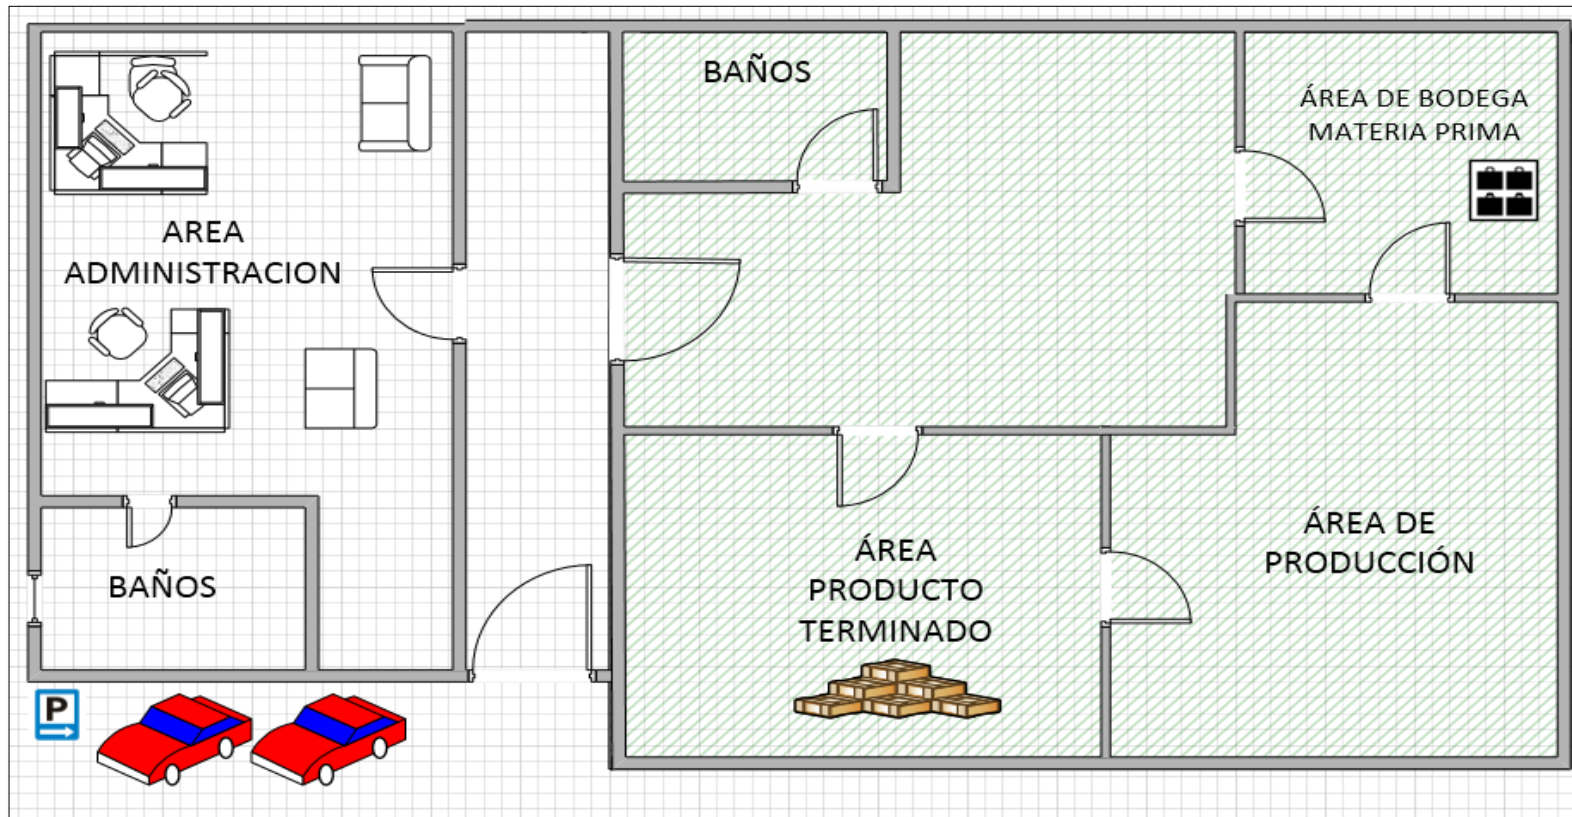 BAÑOS
ÁREA DE BODEGA
MATERIA PRIMA
AREA
ADMINISTRACION
BAÑOS
ÁREA
PRODUCTO
TERMINADO
ÁREA DE
PRODUCCIÓN
P